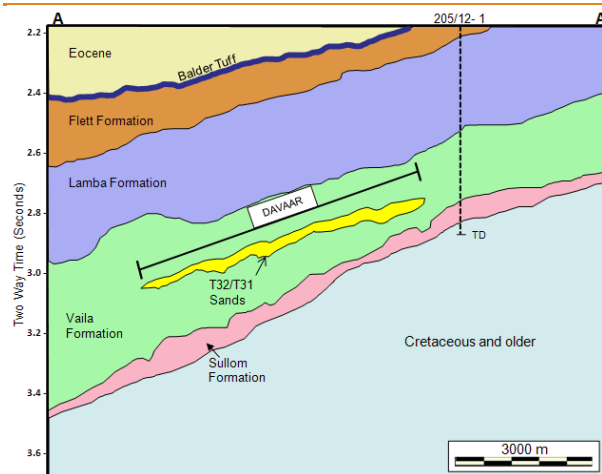 A
205/12- 1
A
2.2
Eocene
Balder Tuff
2.4
Flett Formation
2.6
Lamba Formation
2.8
DAVAAR
TD
3.0
T32/T31
Sands
Two Way Time (Seconds)
Vaila
Formation
3.2
Cretaceous and older
Sullom
Formation
3.4
3.6
3000 m